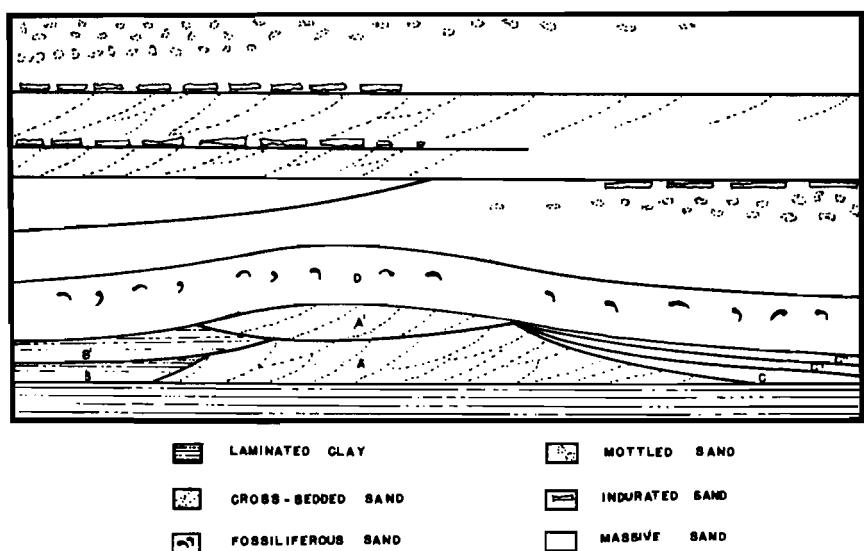 D
A'
A
B'
B
C'
C
LAMINATED CLAY
MOTTLED SAND
CROSS-BEDDED SAND
INDURATED SAND
FOSSILIFEROUS SAND
MASSIVE SAND